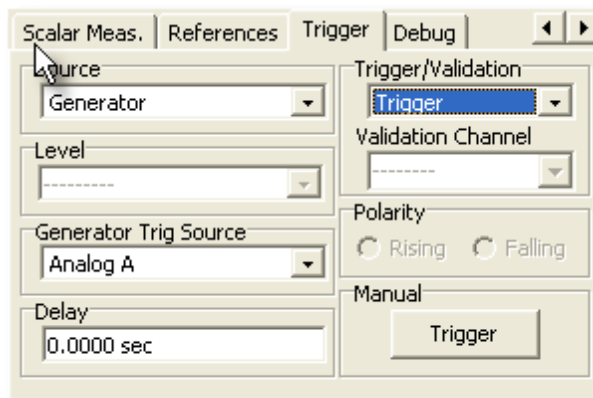 Scalar Meas. References Trigger Debug
Source
Generator
Level
---------
Generator Trig Source
Analog A
Delay
0.0000 sec
Trigger/Validation
Trigger
Validation Channel
--------
Polarity
Rising Falling
Manual
Trigger